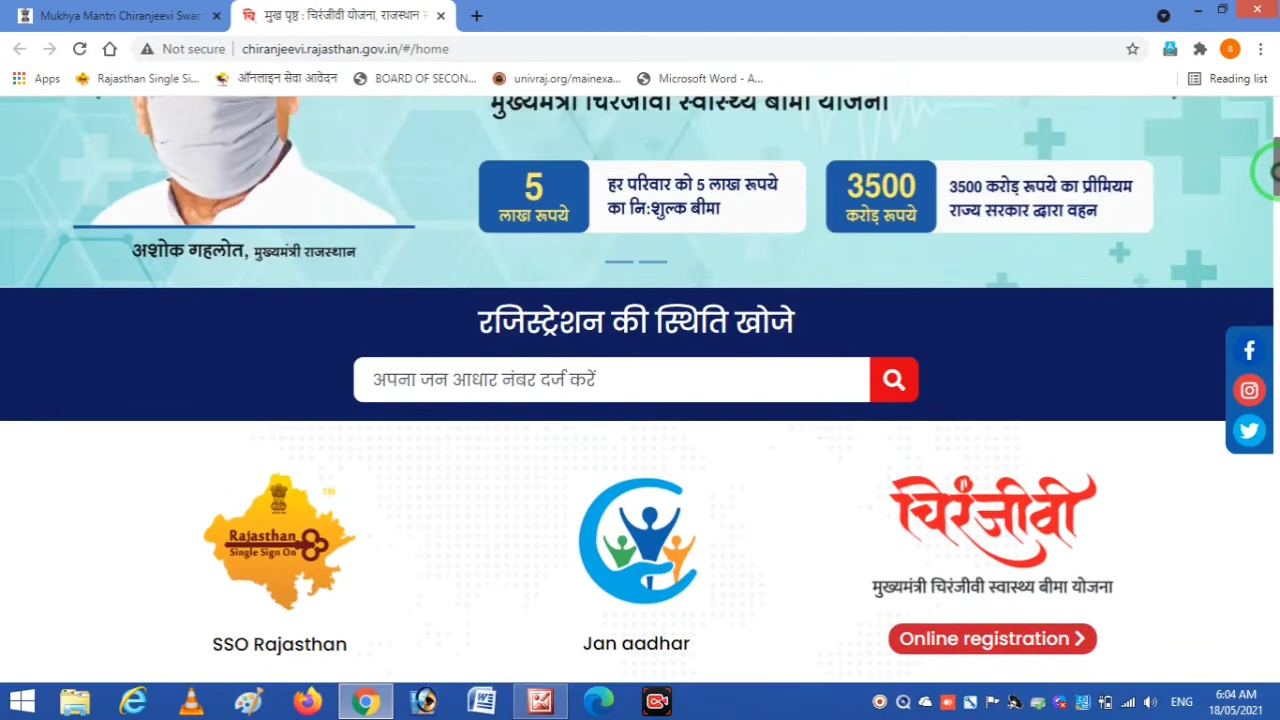 Mukhya Mantri Chiranjeevi Swas
मुख पृष्ठ : चिरंजीवी योजना, राजस्थान
Not secure
chiranjeevi.rajasthan.gov.in/#/home
S
Apps
Rajasthan Single Si...
ऑनलाइन सेवा आवेदन
BOARD OF SECON...
univraj.org/mainexa...
Microsoft Word - A...
Reading list
मुख्यमंत्री चिरंजीवी स्वास्थ्य बीमा योजना
5
लाख रूपये
हर परिवार को 5 लाख रूपये
का नि:शुल्क बीमा
3500
करोड़ रूपये
3500 करोड़ रूपये का प्रीमियम
राज्य सरकार द्वारा वहन
अशोक गहलोत, मुख्यमंत्री राजस्थान
रजिस्ट्रेशन की स्थिति खोजे
अपना जन आधार नंबर दर्ज करें
Rajasthan
Single Sign On
TM
SSO Rajasthan
Jan aadhar
चिरंजीवी
मुख्यमंत्री चिरंजीवी स्वास्थ्य बीमा योजना
Online registration
ENG
6:04 AM
18/05/2021